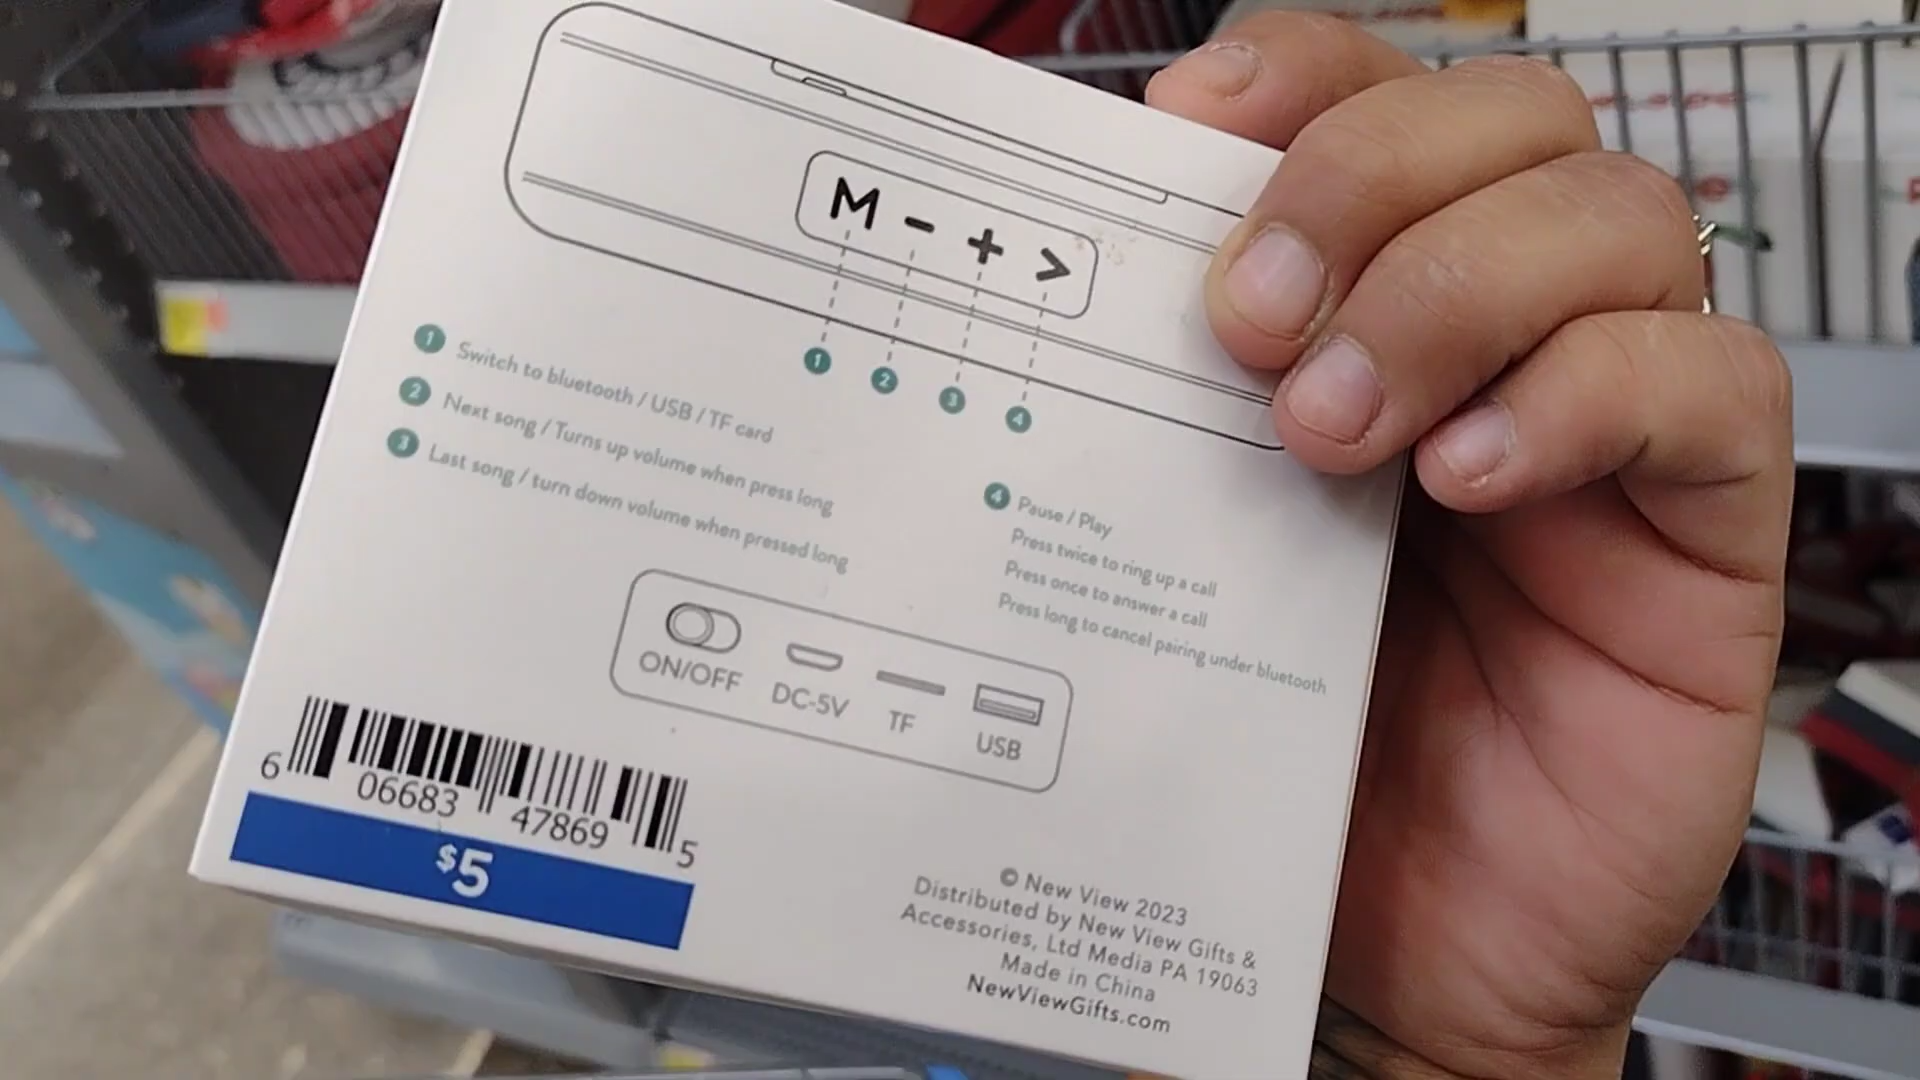 M - + >
1 2 3 4
1 Switch to bluetooth / USB / TF card
2 Next song / Turns up volume when press long
3 Last song / turn down volume when pressed long
4 Pause / Play
Press twice to ring up a call
Press once to answer a call
Press long to cancel pairing under bluetooth
ON/OFF DC-5V TF USB
6 06683 47869 5
$5
© New View 2023
Distributed by New View Gifts &
Accessories, Ltd Media PA 19063
Made in China
NewViewGifts.com